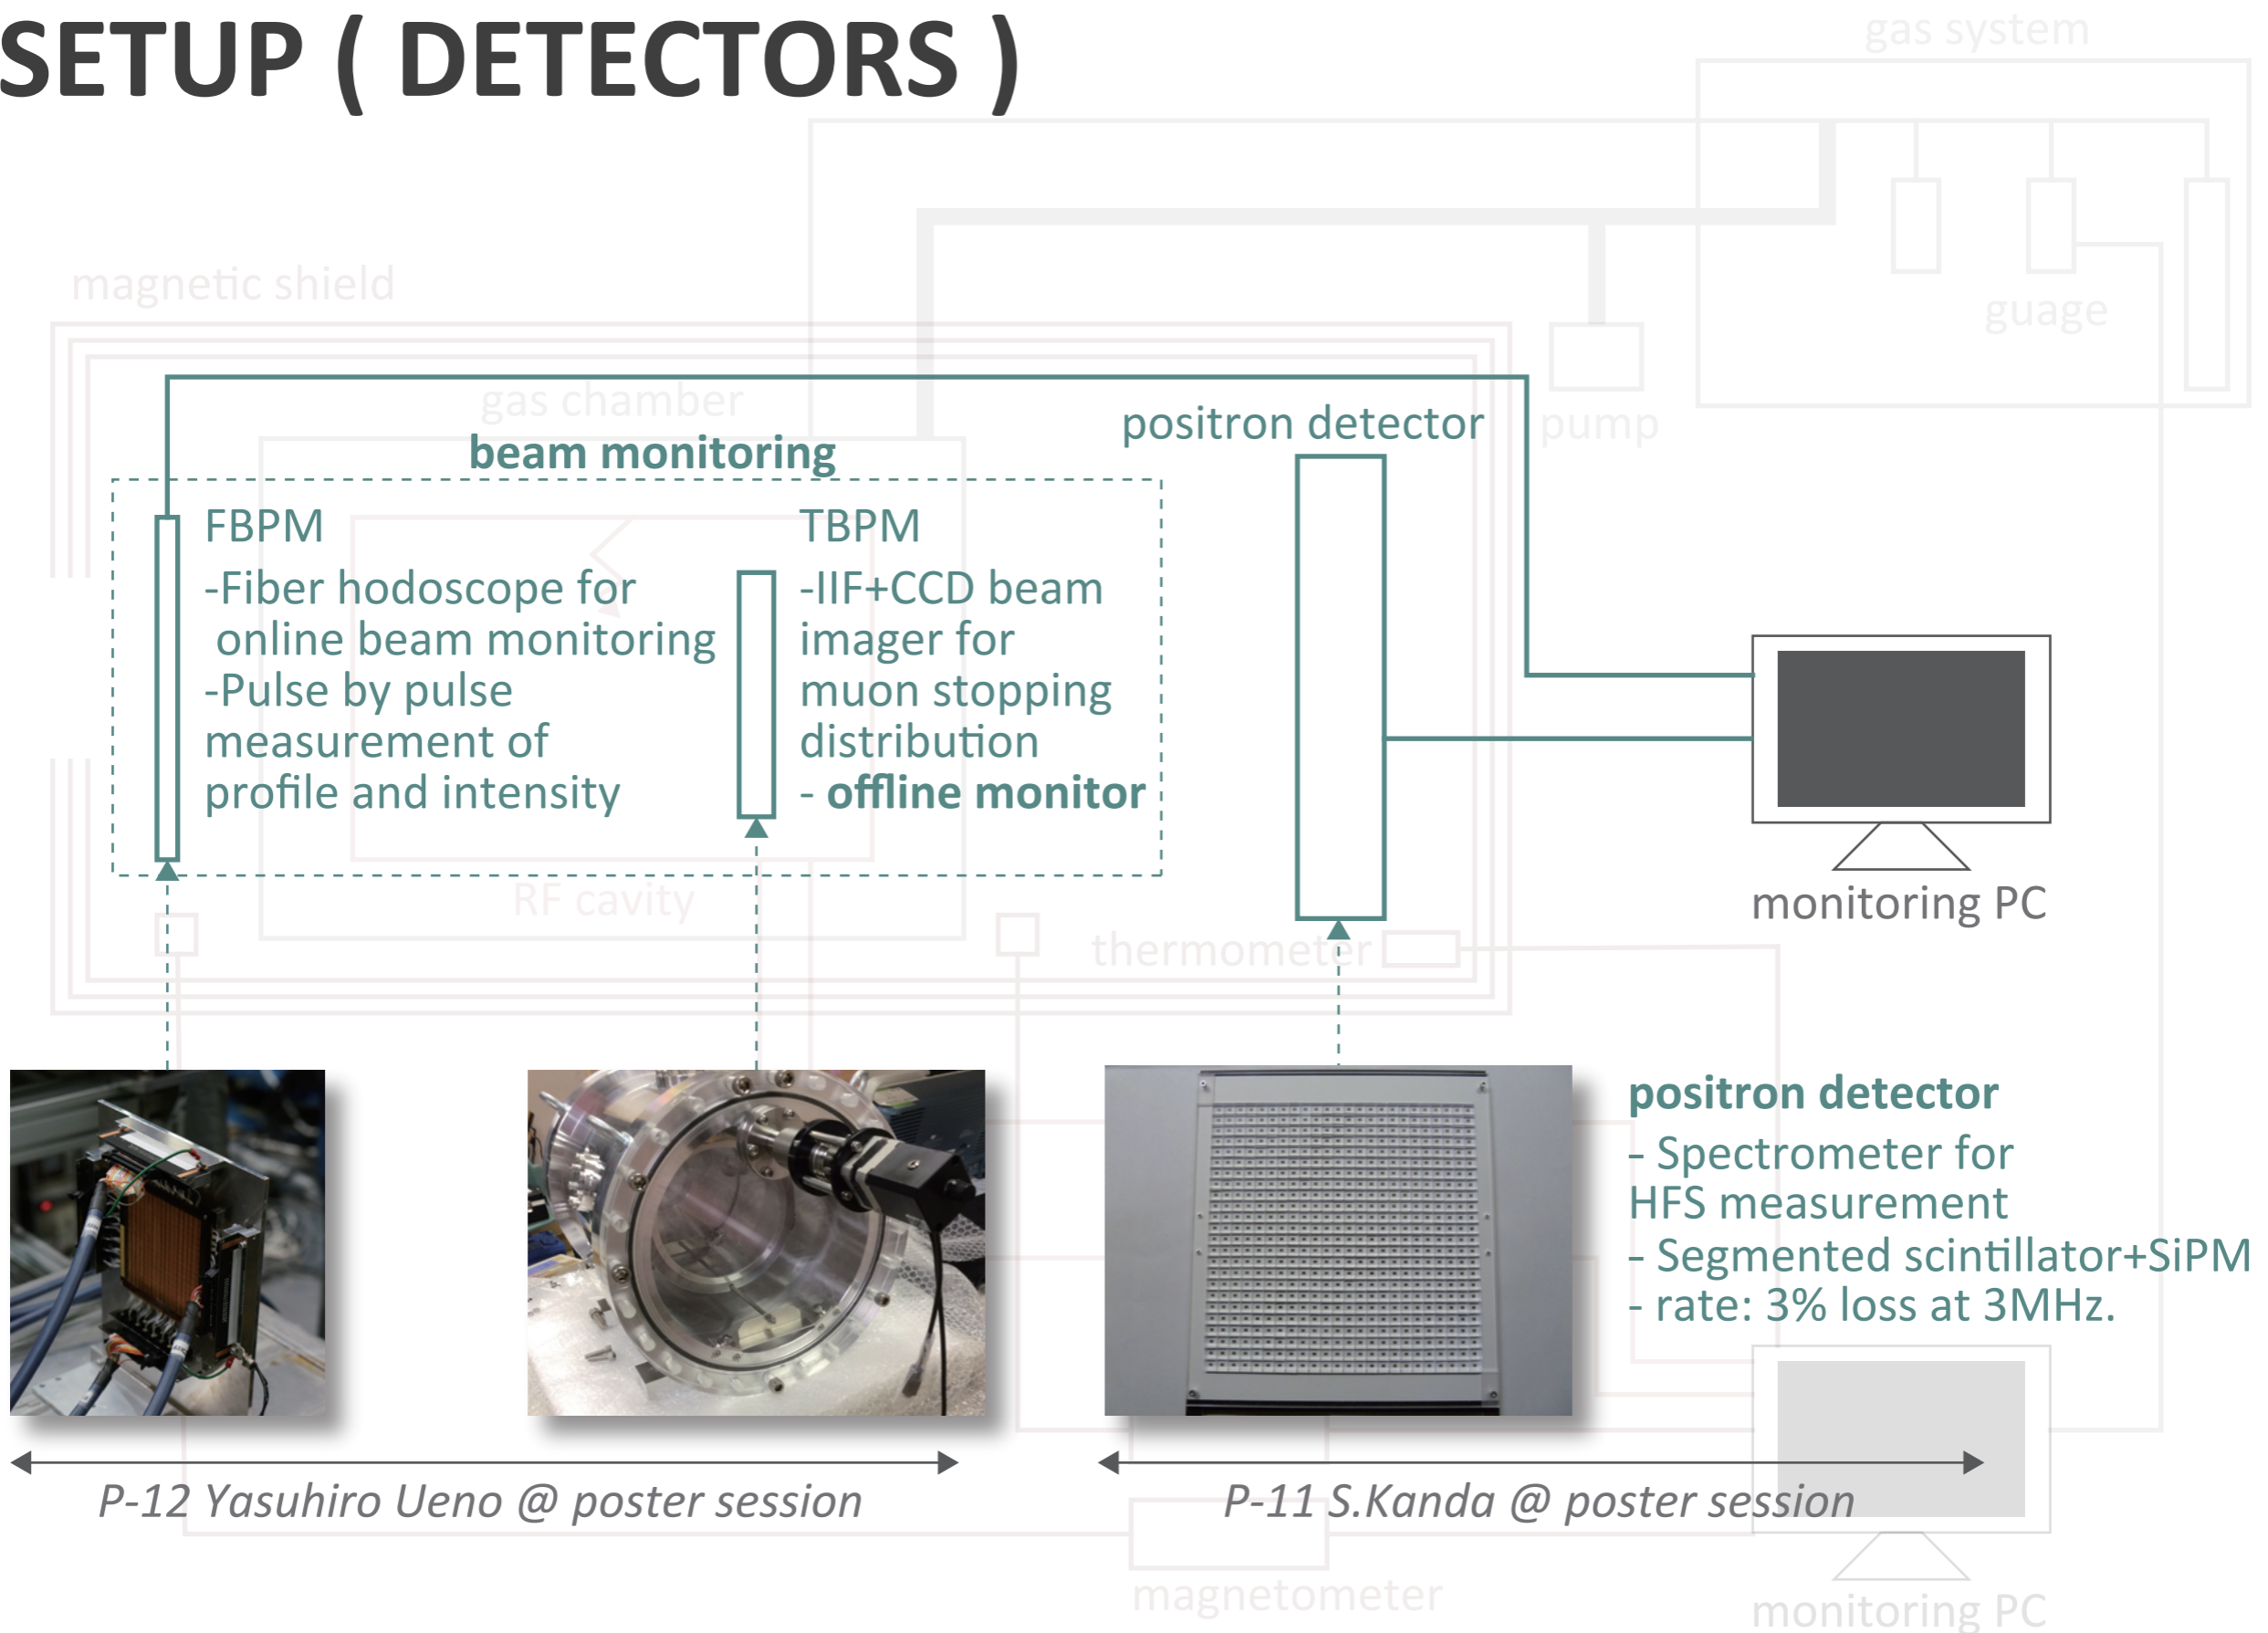 SETUP ( DETECTORS )
gas system
magnetic shield
guage
gas chamber
pump
positron detector
beam monitoring
FBPM
-Fiber hodoscope for
online beam monitoring
-Pulse by pulse
measurement of
profile and intensity
TBPM
-IIF+CCD beam
imager for
muon stopping
distribution
- offline monitor
RF cavity
thermometer
monitoring PC
positron detector
- Spectrometer for
HFS measurement
- Segmented scintillator+SiPM
- rate: 3% loss at 3MHz.
P-12 Yasuhiro Ueno @ poster session
P-11 S.Kanda @ poster session
magnetometer
monitoring PC